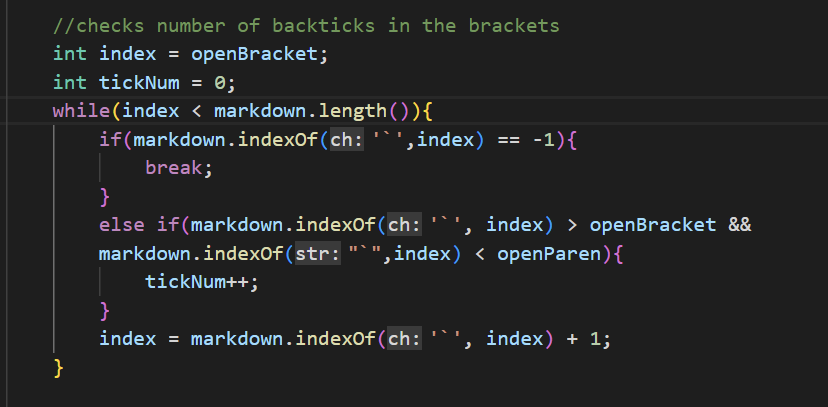 //checks number of backticks in the brackets
int index = openBracket;
int tickNum = 0;
while(index < markdown.length()){
if(markdown.indexOf(ch: '`',index) == -1){
break;
}
else if(markdown.indexOf(ch: '`', index) > openBracket &&
markdown.indexOf(str: "`",index) < openParen){
tickNum++;
}
index = markdown.indexOf(ch: '`', index) + 1;
}